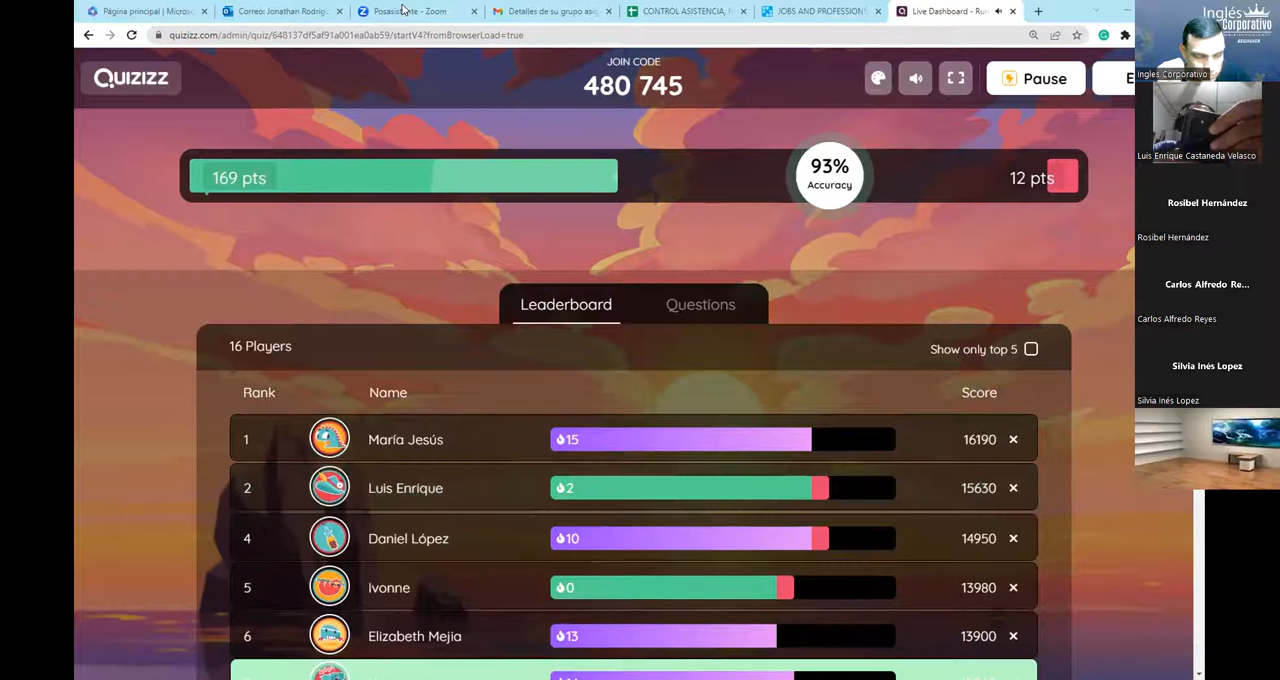 Página principal | Micros
Correo: Jonathan Rodrig
Zoom
Detalles de su grupo asig
CONTROL ASISTENCIA,
JOBS AND PROFESSION
Live Dashboard - Ru
quizizz.com/admin/quiz/648137df5af91a001ea0ab59/startV4?fromBrowserLoad=true
QUIZIZZ
JOIN CODE
480 745
Pause
E
169 pts
93%
Accuracy
12 pts
Leaderboard
Questions
16 Players
Show only top 5
Rank
Name
Score
1 María Jesús 15 16190
2 Luis Enrique 2 15630
4 Daniel López 10 14950
5 Ivonne 0 13980
6 Elizabeth Mejia 13 13900
Inglés
Corporativo
BEGINNER
Ingles Corporativo
Luis Enrique Castaneda Velasco
Rosibel Hernández
Rosibel Hernández
Carlos Alfredo Re...
Carlos Alfredo Reyes
Silvia Inés Lopez
Silvia Inés Lopez